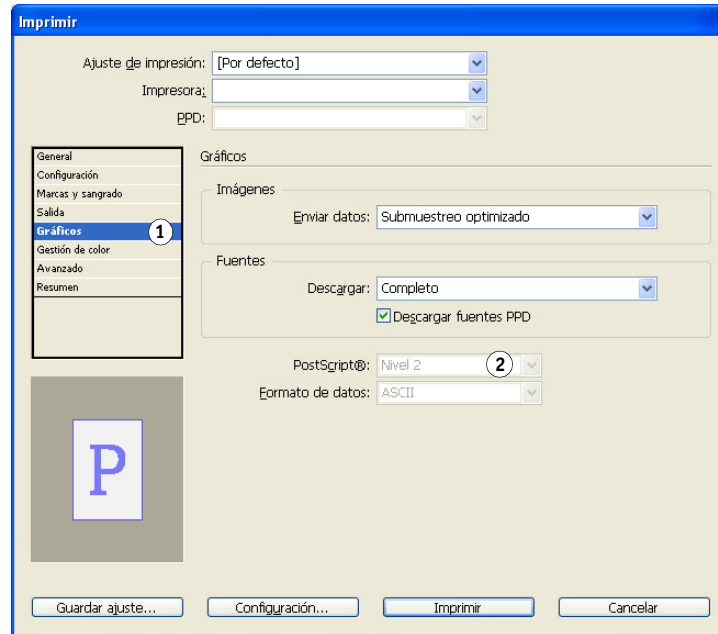 Imprimir
Ajuste de impresión: [Por defecto]
Impresora:
PPD:
General
Configuración
Marcas y sangrado
Salida
Gráficos 1
Gestión de color
Avanzado
Resumen
Gráficos
Imágenes
Enviar datos: Submuestreo optimizado
Fuentes
Descargar: Completo
Descargar fuentes PPD
PostScript®: Nivel 2 2
Formato de datos: ASCII
P
Guardar ajuste... Configuración... Imprimir Cancelar